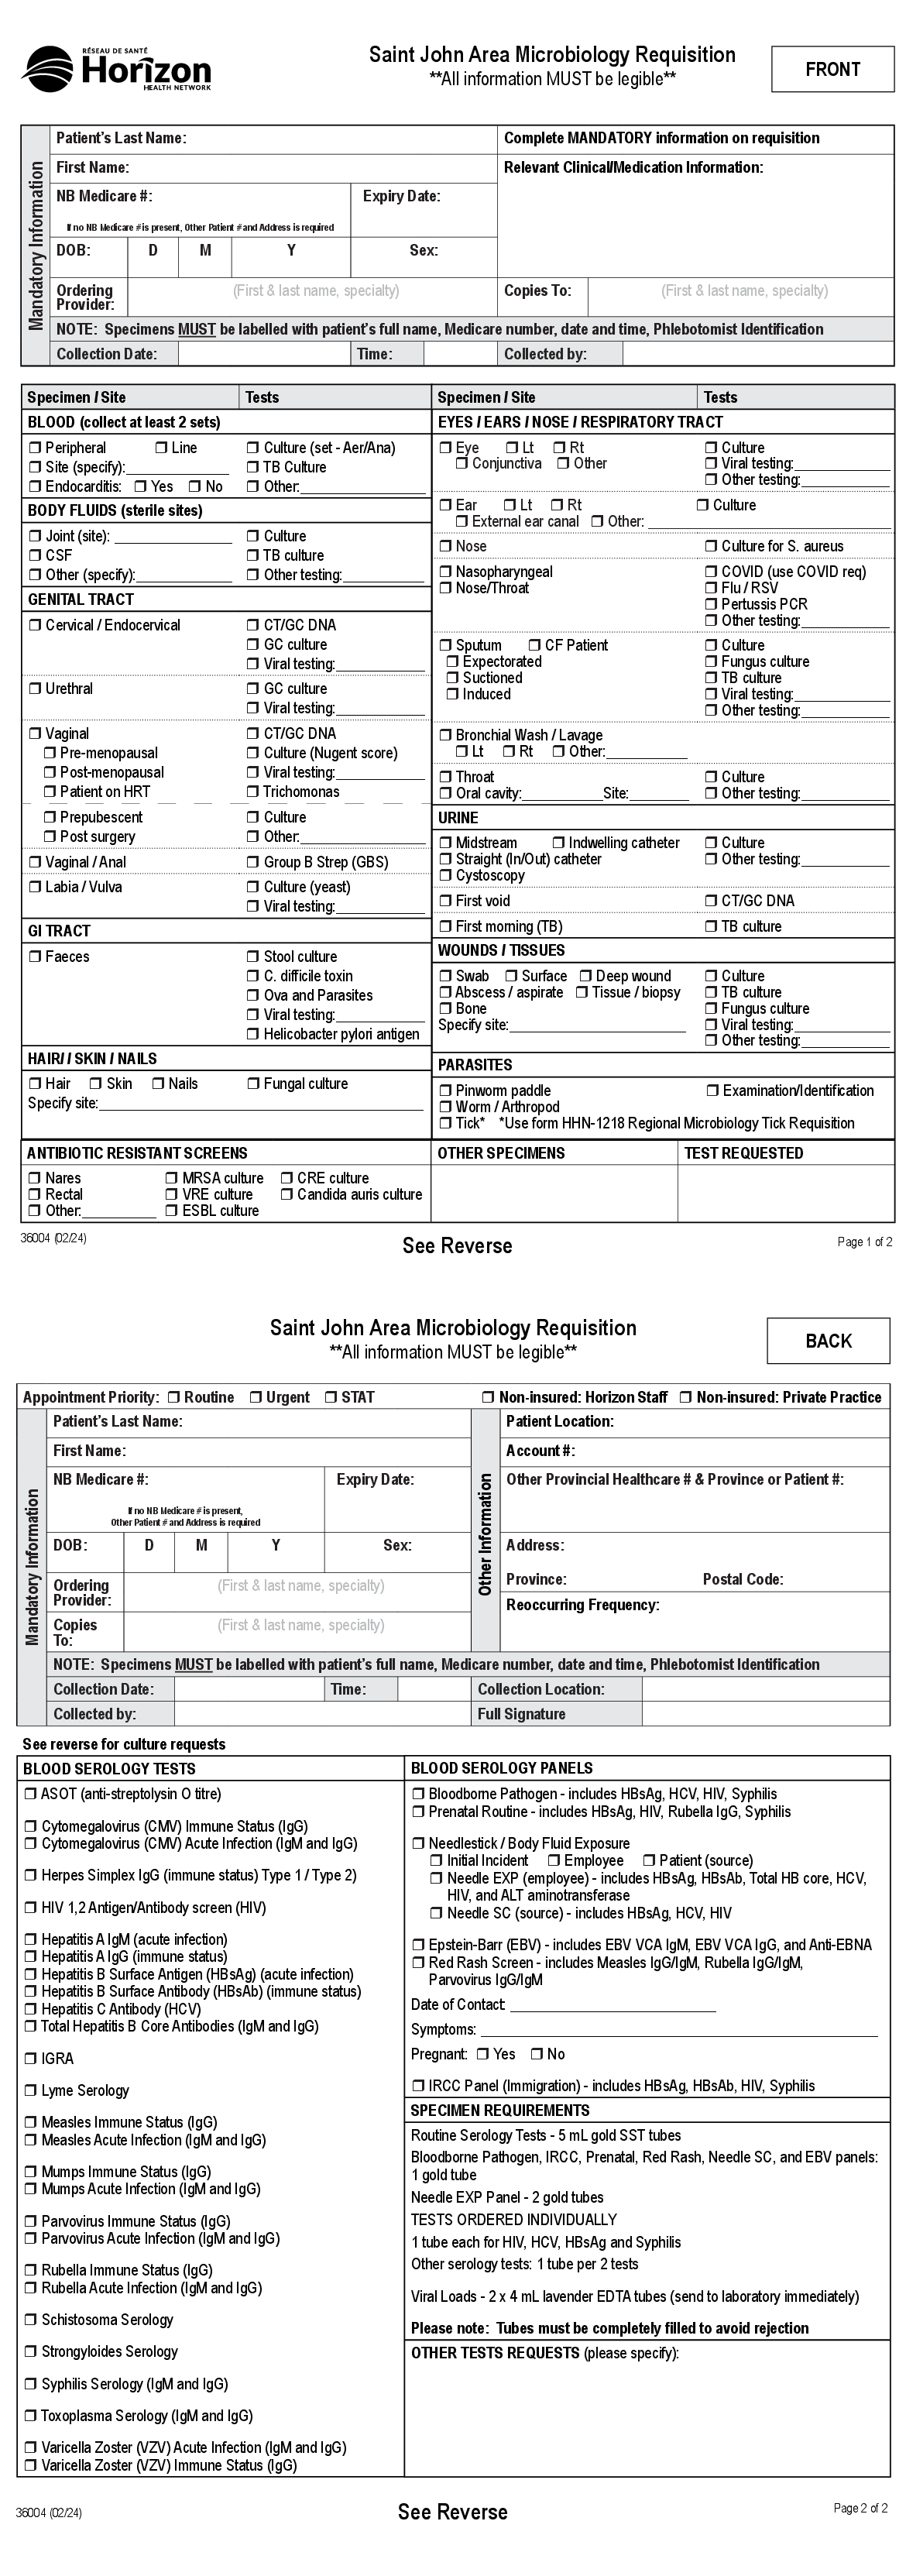 RÉSEAU DE SANTÉ
Horizon
HEALTH NETWORK
Saint John Area Microbiology Requisition
**All information MUST be legible**
FRONT
Mandatory Information
Patient's Last Name:
Complete MANDATORY information on requisition
First Name:
Relevant Clinical/Medication Information:
NB Medicare #:
Expiry Date:
If no NB Medicare # is present, Other Patient # and Address is required
DOB: D M Y Sex:
Ordering Provider:
(First & last name, specialty)
Copies To:
(First & last name, specialty)
NOTE: Specimens MUST be labelled with patient's full name, Medicare number, date and time, Phlebotomist Identification
Collection Date: Time: Collected by:
Specimen / Site Tests
BLOOD (collect at least 2 sets)
❒ Peripheral ❒ Line ❒ Culture (set - Aer/Ana)
❒ Site (specify):____________ ❒ TB Culture
❒ Endocarditis: ❒ Yes ❒ No ❒ Other:____________
BODY FLUIDS (sterile sites)
❒ Joint (site): ____________ ❒ Culture
❒ CSF ❒ TB culture
❒ Other (specify):____________ ❒ Other testing:____________
GENITAL TRACT
❒ Cervical / Endocervical ❒ CT/GC DNA
❒ GC culture
❒ Viral testing:____________
❒ Urethral ❒ GC culture
❒ Viral testing:____________
❒ Vaginal ❒ CT/GC DNA
❒ Pre-menopausal ❒ Culture (Nugent score)
❒ Post-menopausal ❒ Viral testing:____________
❒ Patient on HRT ❒ Trichomonas
❒ Prepubescent ❒ Culture
❒ Post surgery ❒ Other:____________
❒ Vaginal / Anal ❒ Group B Strep (GBS)
❒ Labia / Vulva ❒ Culture (yeast)
❒ Viral testing:____________
GI TRACT
❒ Faeces ❒ Stool culture
❒ C. difficile toxin
❒ Ova and Parasites
❒ Viral testing:____________
❒ Helicobacter pylori antigen
HAIR/ / SKIN / NAILS
❒ Hair ❒ Skin ❒ Nails ❒ Fungal culture
Specify site:____________
Specimen / Site Tests
EYES / EARS / NOSE / RESPIRATORY TRACT
❒ Eye ❒ Lt ❒ Rt ❒ Culture
❒ Conjunctiva ❒ Other ❒ Viral testing:____________
❒ Other testing:____________
❒ Ear ❒ Lt ❒ Rt ❒ Culture
❒ External ear canal ❒ Other: ____________
❒ Nose ❒ Culture for S. aureus
❒ Nasopharyngeal ❒ COVID (use COVID req)
❒ Nose/Throat ❒ Flu / RSV
❒ Pertussis PCR
❒ Other testing:____________
❒ Sputum ❒ CF Patient ❒ Culture
❒ Expectorated ❒ Fungus culture
❒ Suctioned ❒ TB culture
❒ Induced ❒ Viral testing:____________
❒ Other testing:____________
❒ Bronchial Wash / Lavage
❒ Lt ❒ Rt ❒ Other:____________
❒ Throat ❒ Culture
❒ Oral cavity:____________Site:________ ❒ Other testing:____________
URINE
❒ Midstream ❒ Indwelling catheter ❒ Culture
❒ Straight (In/Out) catheter ❒ Other testing:____________
❒ Cystoscopy
❒ First void ❒ CT/GC DNA
❒ First morning (TB) ❒ TB culture
WOUNDS / TISSUES
❒ Swab ❒ Surface ❒ Deep wound ❒ Culture
❒ Abscess / aspirate ❒ Tissue / biopsy ❒ TB culture
❒ Bone ❒ Fungus culture
Specify site:____________ ❒ Viral testing:____________
❒ Other testing:____________
PARASITES
❒ Pinworm paddle ❒ Examination/Identification
❒ Worm / Arthropod
❒ Tick* *Use form HHN-1218 Regional Microbiology Tick Requisition
ANTIBIOTIC RESISTANT SCREENS
❒ Nares ❒ MRSA culture ❒ CRE culture
❒ Rectal ❒ VRE culture ❒ Candida auris culture
❒ Other:____________ ❒ ESBL culture
OTHER SPECIMENS TEST REQUESTED
36004 (02/24)
See Reverse
Page 1 of 2
Saint John Area Microbiology Requisition
**All information MUST be legible**
BACK
Appointment Priority: ❒ Routine ❒ Urgent ❒ STAT ❒ Non-insured: Horizon Staff ❒ Non-insured: Private Practice
Mandatory Information
Patient's Last Name:
First Name:
NB Medicare #: Expiry Date:
If no NB Medicare # is present,
Other Patient # and Address is required
DOB: D M Y Sex:
Ordering
Provider:
(First & last name, specialty)
Copies
To:
(First & last name, specialty)
Other Information
Patient Location:
Account #:
Other Provincial Healthcare # & Province or Patient #:
Address:
Province: Postal Code:
Reoccurring Frequency:
NOTE: Specimens MUST be labelled with patient's full name, Medicare number, date and time, Phlebotomist Identification
Collection Date: Time: Collection Location:
Collected by: Full Signature
See reverse for culture requests
BLOOD SEROLOGY TESTS
❒ ASOT (anti-streptolysin O titre)
❒ Cytomegalovirus (CMV) Immune Status (IgG)
❒ Cytomegalovirus (CMV) Acute Infection (IgM and IgG)
❒ Herpes Simplex IgG (immune status) Type 1 / Type 2)
❒ HIV 1,2 Antigen/Antibody screen (HIV)
❒ Hepatitis A IgM (acute infection)
❒ Hepatitis A IgG (immune status)
❒ Hepatitis B Surface Antigen (HBsAg) (acute infection)
❒ Hepatitis B Surface Antibody (HBsAb) (immune status)
❒ Hepatitis C Antibody (HCV)
❒ Total Hepatitis B Core Antibodies (IgM and IgG)
❒ IGRA
❒ Lyme Serology
❒ Measles Immune Status (IgG)
❒ Measles Acute Infection (IgM and IgG)
❒ Mumps Immune Status (IgG)
❒ Mumps Acute Infection (IgM and IgG)
❒ Parvovirus Immune Status (IgG)
❒ Parvovirus Acute Infection (IgM and IgG)
❒ Rubella Immune Status (IgG)
❒ Rubella Acute Infection (IgM and IgG)
❒ Schistosoma Serology
❒ Strongyloides Serology
❒ Syphilis Serology (IgM and IgG)
❒ Toxoplasma Serology (IgM and IgG)
❒ Varicella Zoster (VZV) Acute Infection (IgM and IgG)
❒ Varicella Zoster (VZV) Immune Status (IgG)
BLOOD SEROLOGY PANELS
❒ Bloodborne Pathogen - includes HBsAg, HCV, HIV, Syphilis
❒ Prenatal Routine - includes HBsAg, HIV, Rubella IgG, Syphilis
❒ Needlestick / Body Fluid Exposure
❒ Initial Incident ❒ Employee ❒ Patient (source)
❒ Needle EXP (employee) - includes HBsAg, HBsAb, Total HB core, HCV,
HIV, and ALT aminotransferase
❒ Needle SC (source) - includes HBsAg, HCV, HIV
❒ Epstein-Barr (EBV) - includes EBV VCA IgM, EBV VCA IgG, and Anti-EBNA
❒ Red Rash Screen - includes Measles IgG/IgM, Rubella IgG/IgM,
Parvovirus IgG/IgM
Date of Contact: ____________
Symptoms: ____________
Pregnant: ❒ Yes ❒ No
❒ IRCC Panel (Immigration) - includes HBsAg, HBsAb, HIV, Syphilis
SPECIMEN REQUIREMENTS
Routine Serology Tests - 5 mL gold SST tubes
Bloodborne Pathogen, IRCC, Prenatal, Red Rash, Needle SC, and EBV panels:
1 gold tube
Needle EXP Panel - 2 gold tubes
TESTS ORDERED INDIVIDUALLY
1 tube each for HIV, HCV, HBsAg and Syphilis
Other serology tests: 1 tube per 2 tests
Viral Loads - 2 x 4 mL lavender EDTA tubes (send to laboratory immediately)
Please note: Tubes must be completely filled to avoid rejection
OTHER TESTS REQUESTS (please specify):
36004 (02/24)
See Reverse
Page 2 of 2